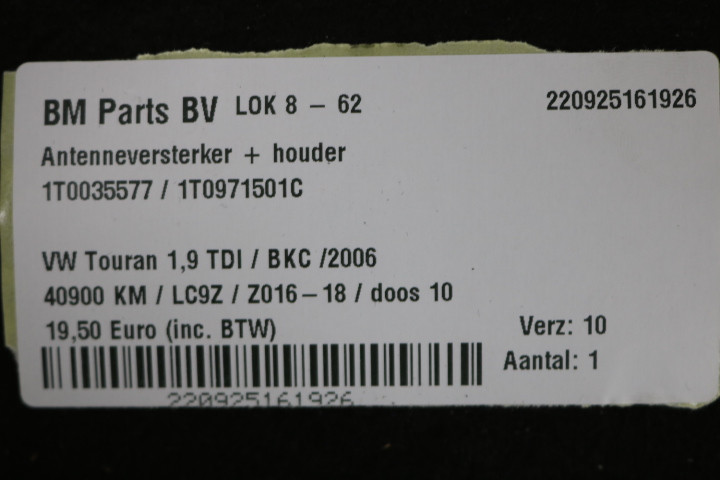 BM Parts BV LOK 8 – 62 220925161926
Antenneversterker + houder
1T0035577 / 1T0971501C
VW Touran 1,9 TDI / BKC /2006
40900 KM / LC9Z / Z016–18 / doos 10
19,50 Euro (inc. BTW) Verz: 10
Aantal: 1
220925161926